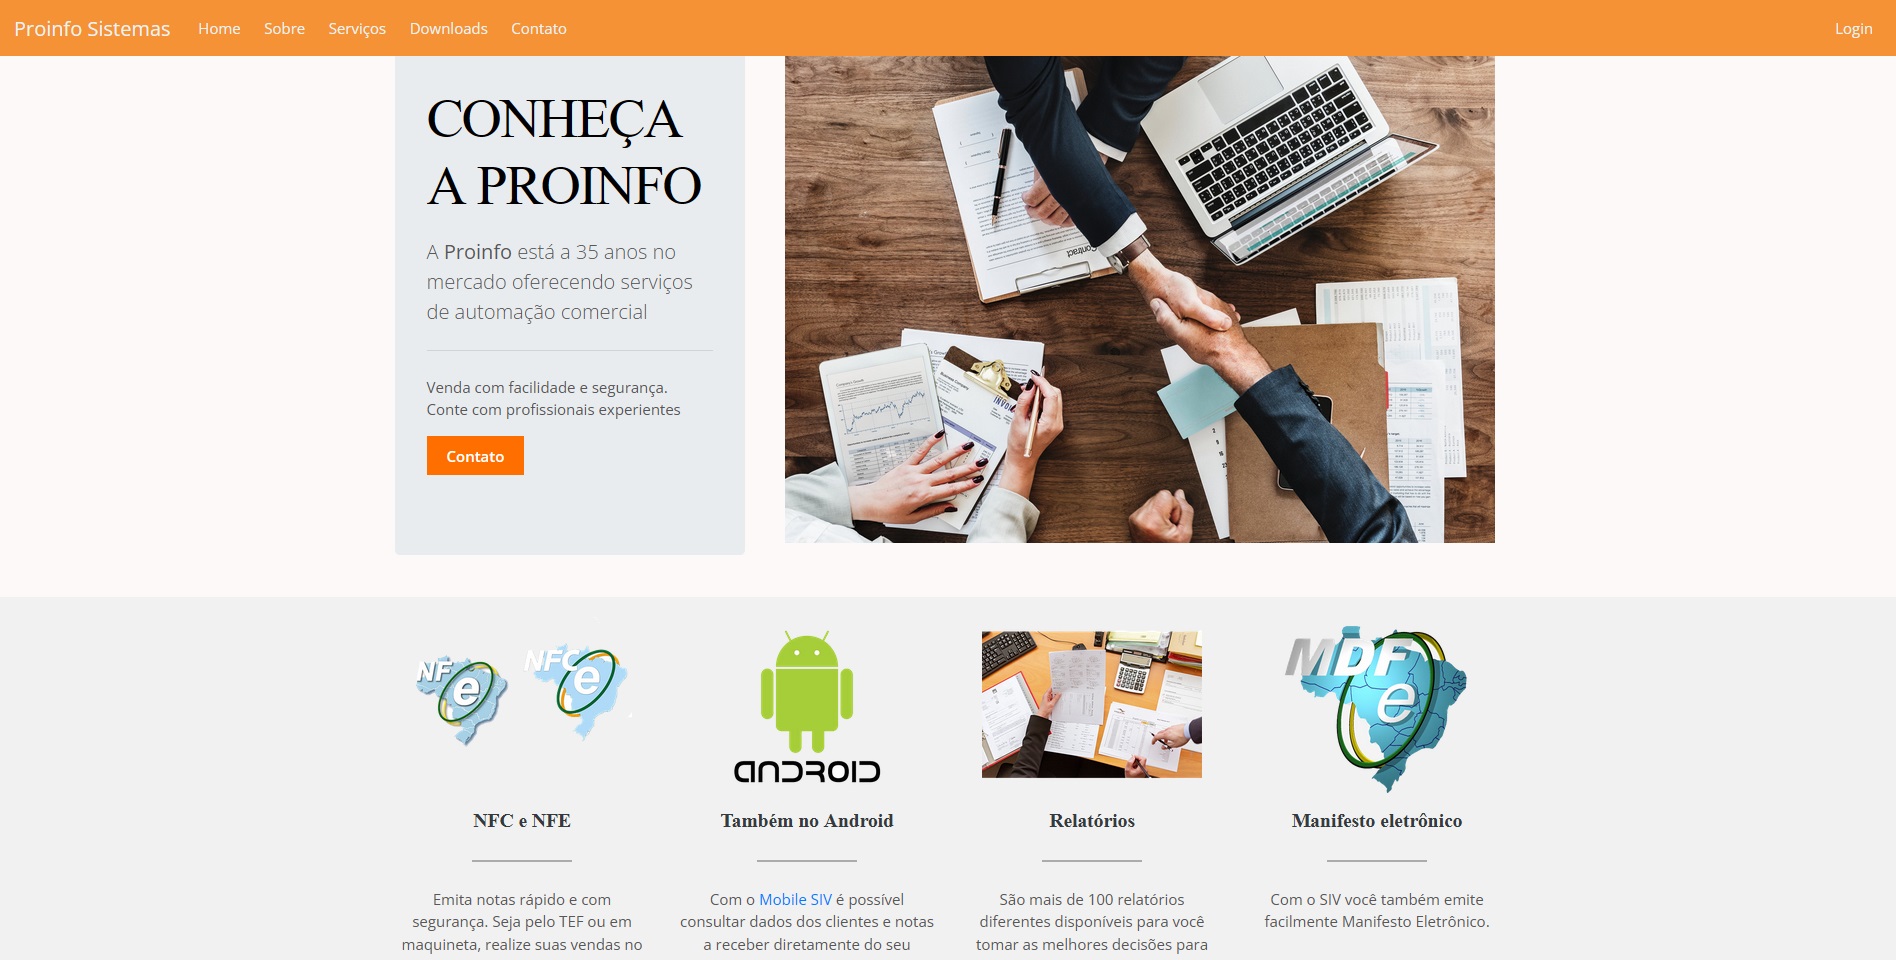 Proinfo Sistemas Home Sobre Serviços Downloads Contato Login
CONHEÇA
A PROINFO
A Proinfo está a 35 anos no
mercado oferecendo serviços
de automação comercial
Venda com facilidade e segurança.
Conte com profissionais experientes
Contato
Contract
NF
e
NFC
e
ANDROID
MDF
e
NFC e NFE
Emita notas rápido e com
segurança. Seja pelo TEF ou em
maquineta, realize suas vendas no
Também no Android
Com o Mobile SIV é possível
consultar dados dos clientes e notas
a receber diretamente do seu
Relatórios
São mais de 100 relatórios
diferentes disponíveis para você
tomar as melhores decisões para
Manifesto eletrônico
Com o SIV você também emite
facilmente Manifesto Eletrônico.